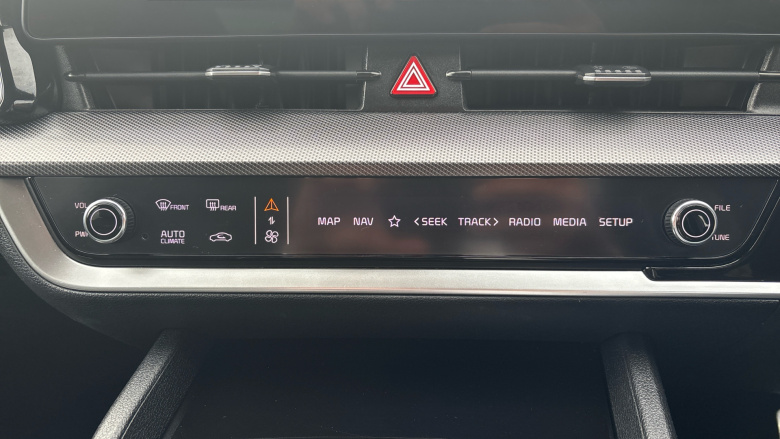 VOL
PWR
FRONT
REAR
AUTO
CLIMATE
MAP NAV <SEEK TRACK> RADIO MEDIA SETUP
FILE
TUNE